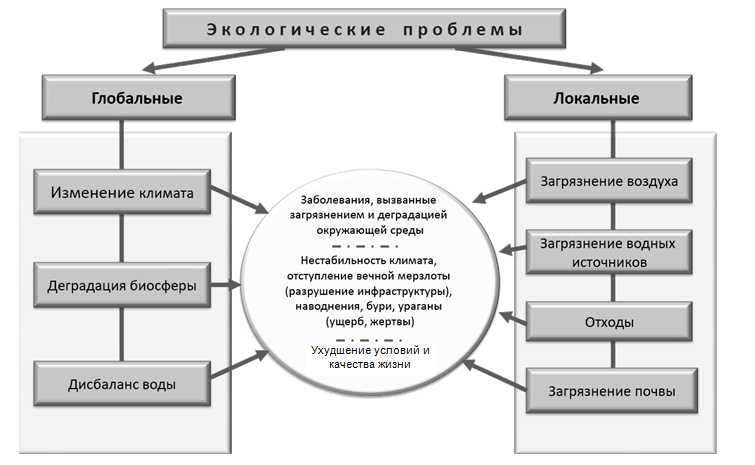 Экологические проблемы
Глобальные
Локальные
Изменение климата
Деградация биосферы
Дисбаланс воды
Заболевания, вызванные
загрязнением и деградацией
окружающей среды
Нестабильность климата,
отступление вечной мерзлоты
(разрушение инфраструктуры),
наводнения, бури, ураганы
(ущерб, жертвы)
Ухудшение условий и
качества жизни
Загрязнение воздуха
Загрязнение водных
источников
Отходы
Загрязнение почвы